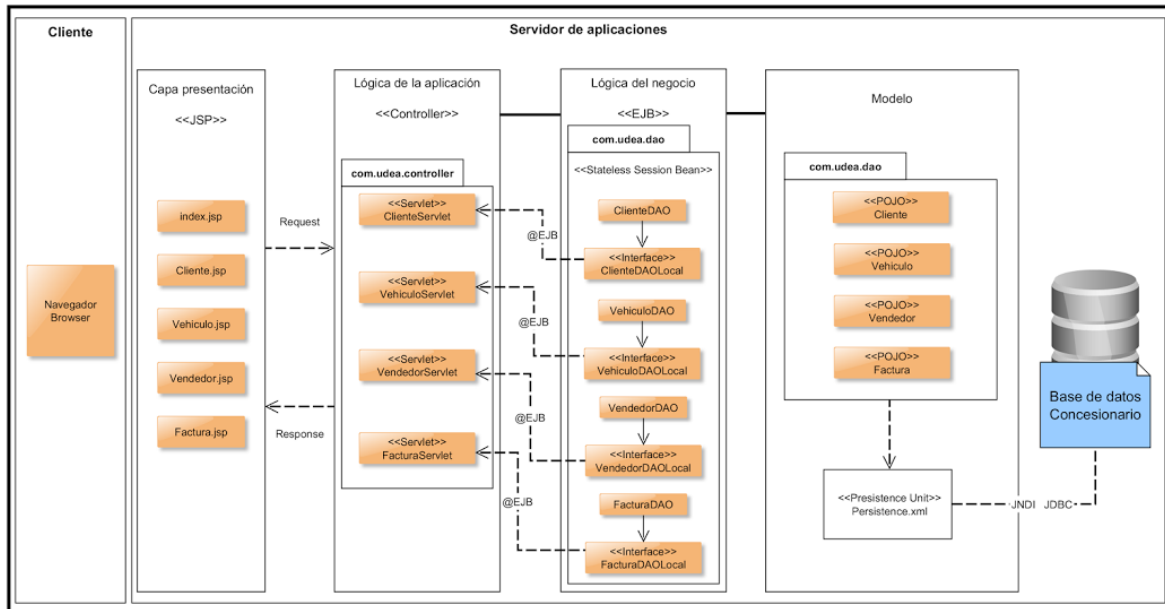 Cliente
Servidor de aplicaciones
Navegador
Browser
Capa presentación
<<JSP>>
index.jsp
Cliente.jsp
Vehiculo.jsp
Vendedor.jsp
Factura.jsp
Request
Response
Lógica de la aplicación
<<Controller>>
com.udea.controller
<<Servlet>>
ClienteServlet
<<Servlet>>
VehiculoServlet
<<Servlet>>
VendedorServlet
<<Servlet>>
FacturaServlet
@EJB
@EJB
@EJB
@EJB
Lógica del negocio
<<EJB>>
com.udea.dao
<<Stateless Session Bean>>
ClienteDAO
<<Interface>>
ClienteDAOLocal
VehiculoDAO
<<Interface>>
VehiculoDAOLocal
VendedorDAO
<<Interface>>
VendedorDAOLocal
FacturaDAO
<<Interface>>
FacturaDAOLocal
Modelo
com.udea.dao
<<POJO>>
Cliente
<<POJO>>
Vehiculo
<<POJO>>
Vendedor
<<POJO>>
Factura
<<Presistence Unit>>
Persistence.xml
JNDI JDBC
Base de datos
Concesionario